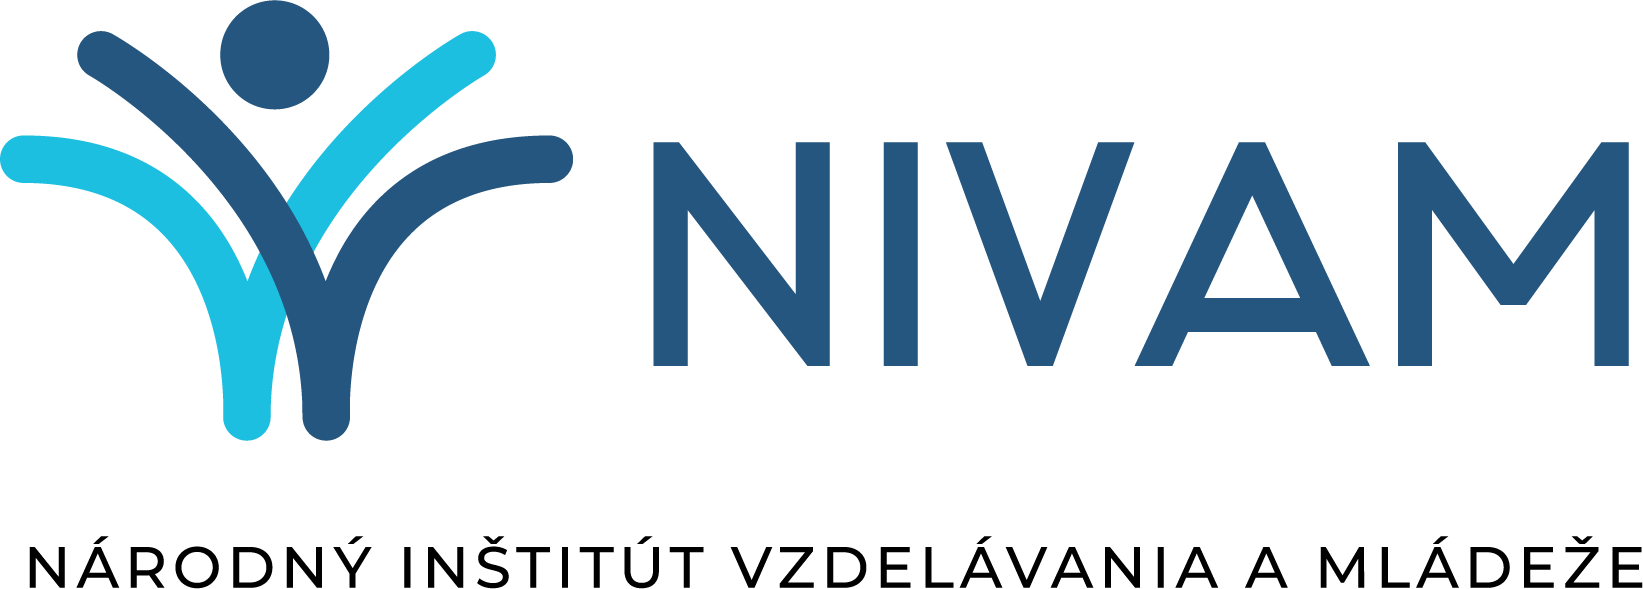 NIVAM
NÁRODNÝ INŠTITÚT VZDELÁVANIA A MLÁDEŽE